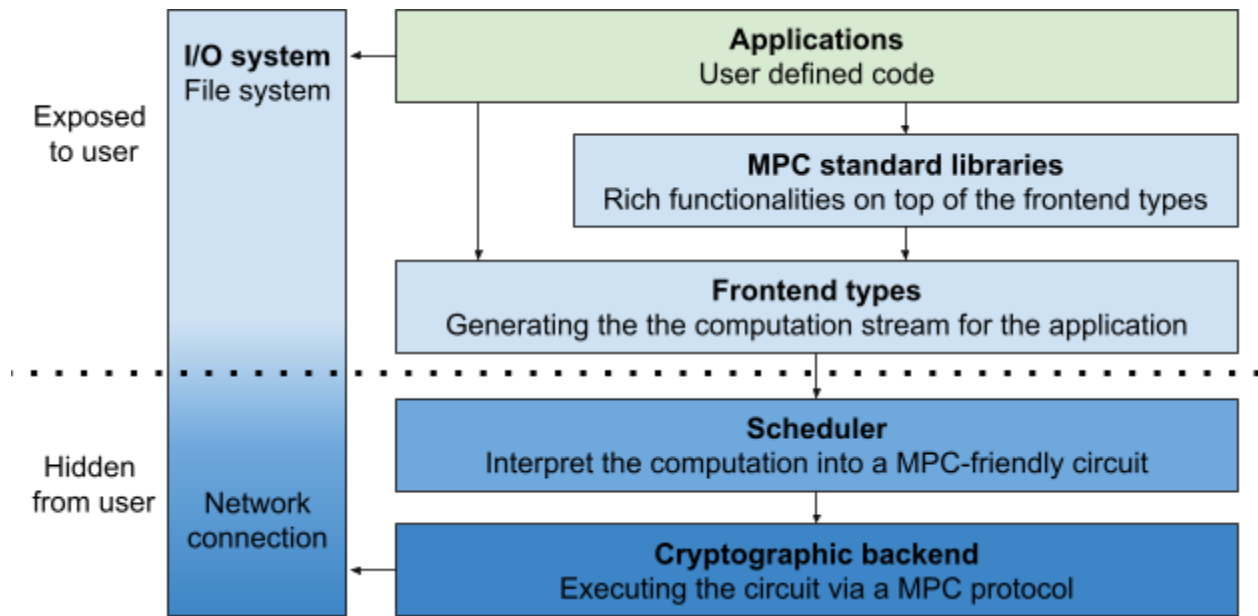 I/O system
File system
Applications
User defined code
Exposed
to user
MPC standard libraries
Rich functionalities on top of the frontend types
Frontend types
Generating the the computation stream for the application
Scheduler
Interpret the computation into a MPC-friendly circuit
Hidden
from user
Network
connection
Cryptographic backend
Executing the circuit via a MPC protocol